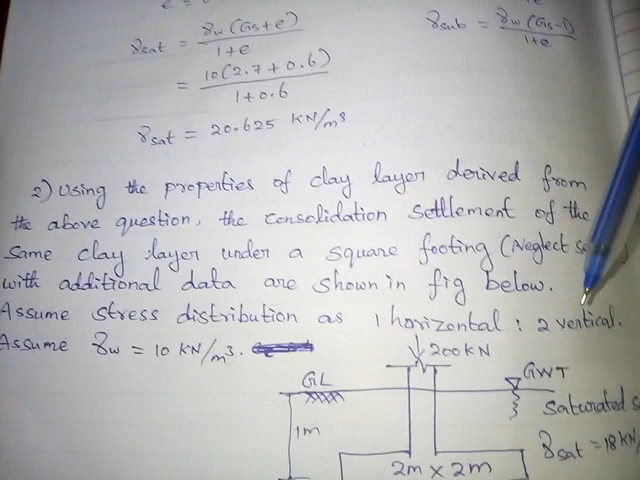 γsat = γw (Gs+e) / 1+e
γsub = γw (Gs-1) / 1+e
= 10(2.7+0.6) / 1+0.6
γsat = 20.625 KN/m³
2) Using the properties of clay layer derived from
the above question, the consolidation settlement of the
same clay layer under a square footing (Neglect
with additional data are shown in fig below.
Assume stress distribution as 1 horizontal : 2 vertical.
Assume γw = 10 KN/m³.
200KN
GL
GWT
1m
saturated
γsat = 18 KN/
2m × 2m